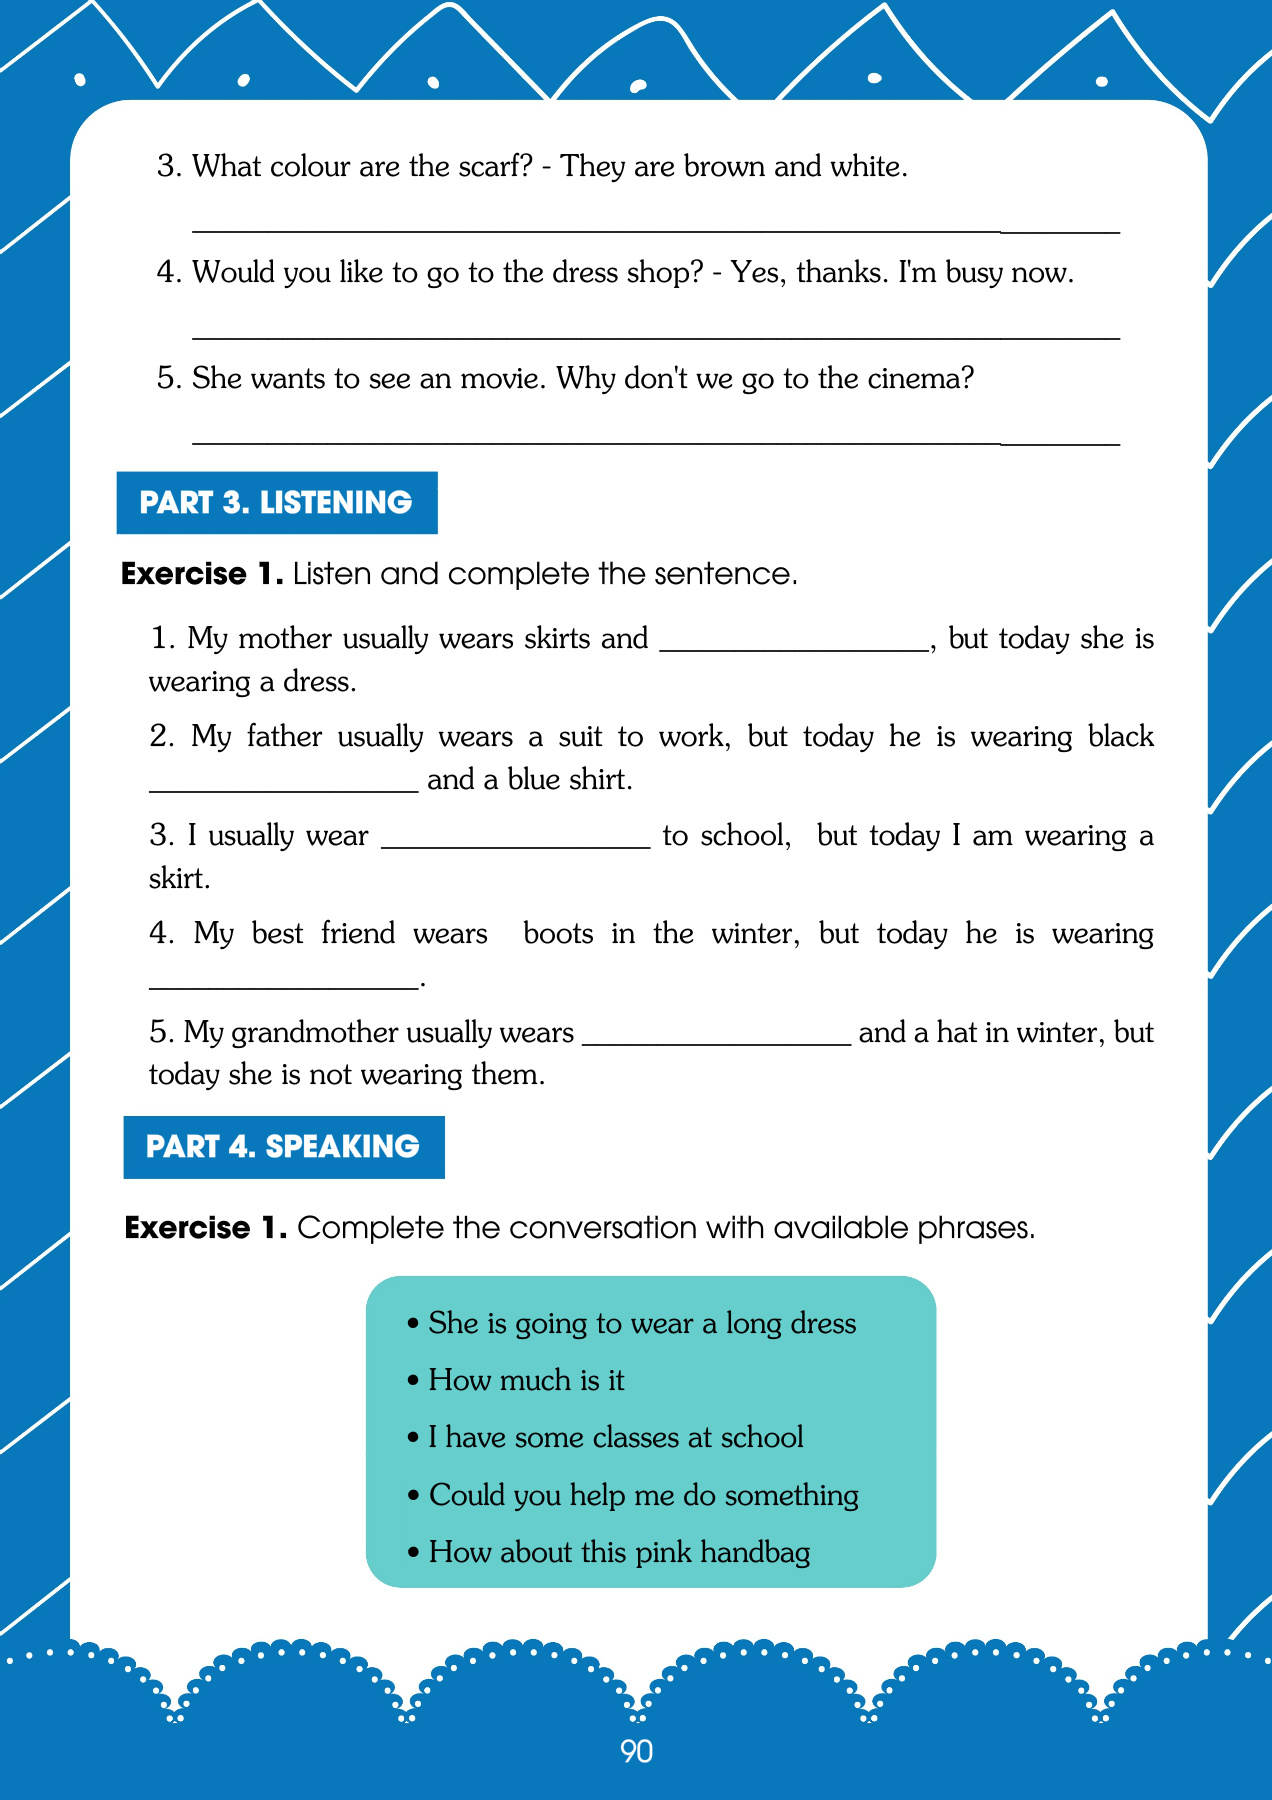 3. What colour are the scarf? - They are brown and white.
4. Would you like to go to the dress shop? - Yes, thanks. I'm busy now.
5. She wants to see an movie. Why don't we go to the cinema?
PART 3. LISTENING
Exercise 1. Listen and complete the sentence.
1. My mother usually wears skirts and __________________, but today she is
wearing a dress.
2. My father usually wears a suit to work, but today he is wearing black
__________________ and a blue shirt.
3. I usually wear __________________ to school, but today I am wearing a
skirt.
4. My best friend wears boots in the winter, but today he is wearing
__________________.
5. My grandmother usually wears __________________ and a hat in winter, but
today she is not wearing them.
PART 4. SPEAKING
Exercise 1. Complete the conversation with available phrases.
• She is going to wear a long dress
• How much is it
• I have some classes at school
• Could you help me do something
• How about this pink handbag
90